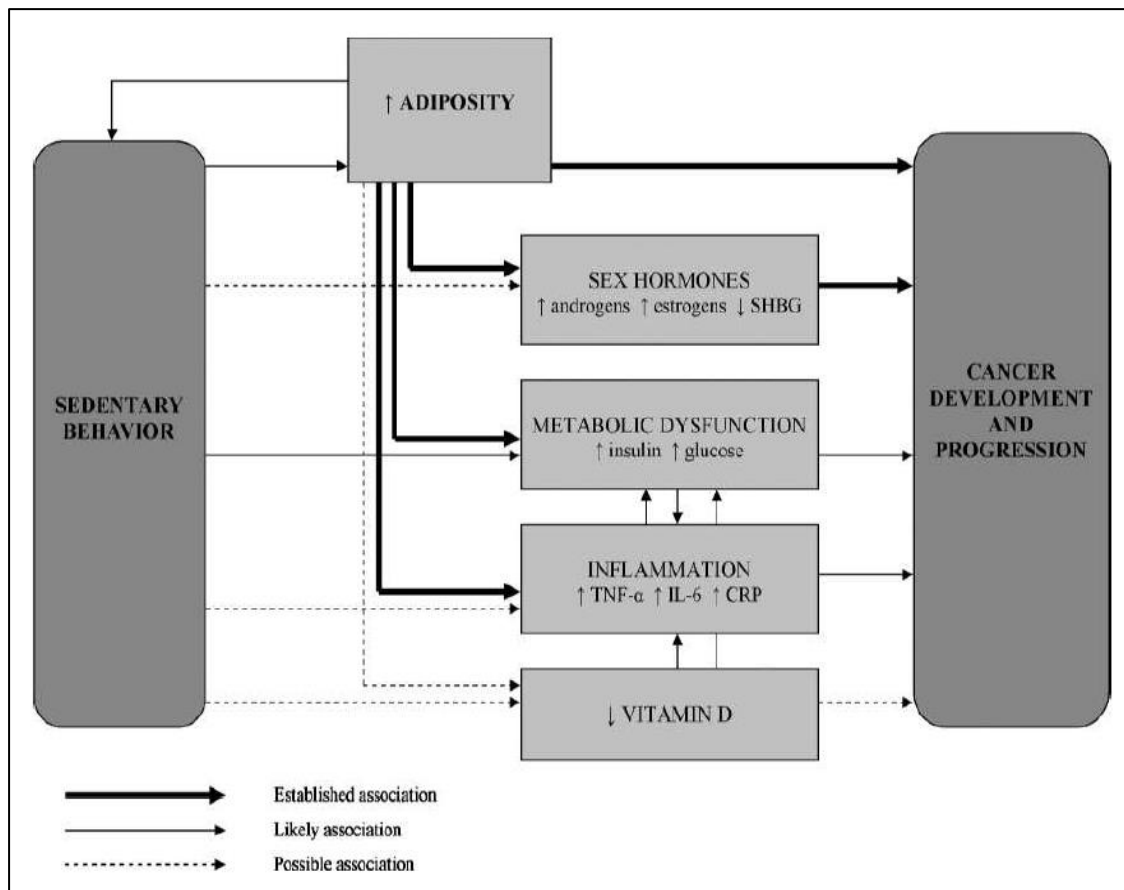 ↑ ADIPOSITY
SEX HORMONES
↑ androgens ↑ estrogens ↓ SHBG
SEDENTARY
BEHAVIOR
METABOLIC DYSFUNCTION
↑ insulin ↑ glucose
CANCER
DEVELOPMENT
AND
PROGRESSION
INFLAMMATION
↑ TNF-α ↑ IL-6 ↑ CRP
↓ VITAMIN D
Established association
Likely association
Possible association